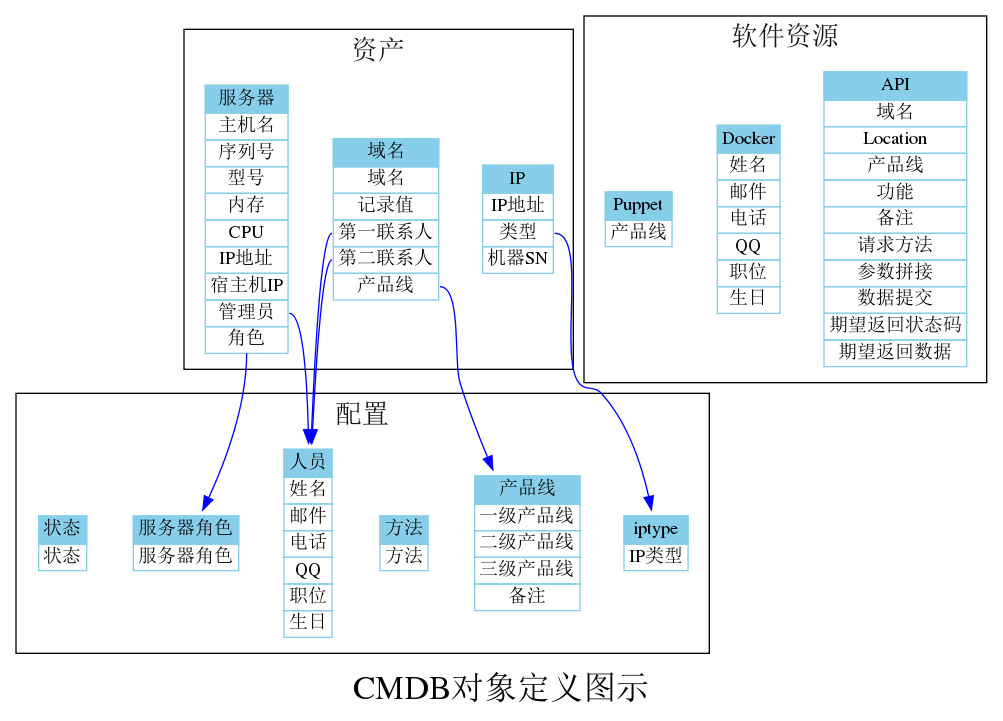 资产
服务器
主机名
序列号
型号
内存
CPU
IP地址
宿主机IP
管理员
角色
域名
域名
记录值
第一联系人
第二联系人
产品线
IP
IP地址
类型
机器SN
软件资源
Puppet
产品线
Docker
姓名
邮件
电话
QQ
职位
生日
API
域名
Location
产品线
功能
备注
请求方法
参数拼接
数据提交
期望返回状态码
期望返回数据
配置
状态
状态
服务器角色
服务器角色
人员
姓名
邮件
电话
QQ
职位
生日
方法
方法
产品线
一级产品线
二级产品线
三级产品线
备注
iptype
IP类型
CMDB对象定义图示